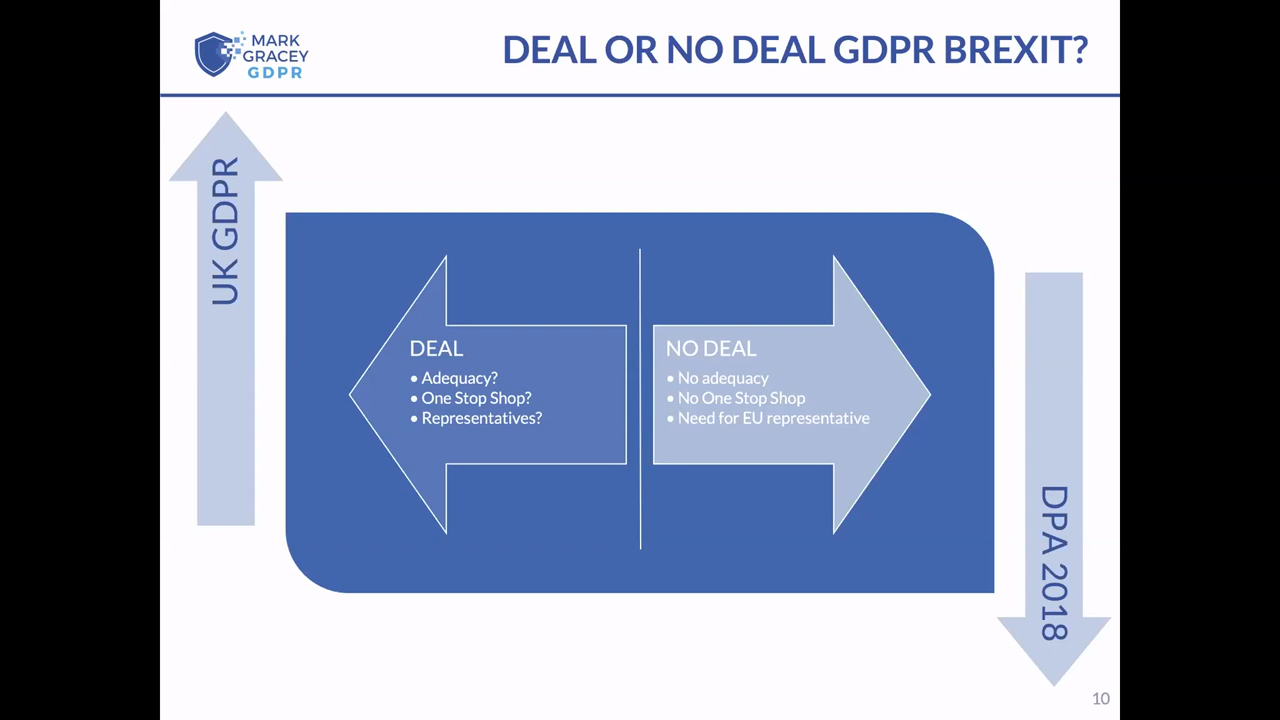 MARK
GRACEY
GDPR
DEAL OR NO DEAL GDPR BREXIT?
UK GDPR
DEAL
• Adequacy?
• One Stop Shop?
• Representatives?
NO DEAL
• No adequacy
• No One Stop Shop
• Need for EU representative
DPA 2018
10